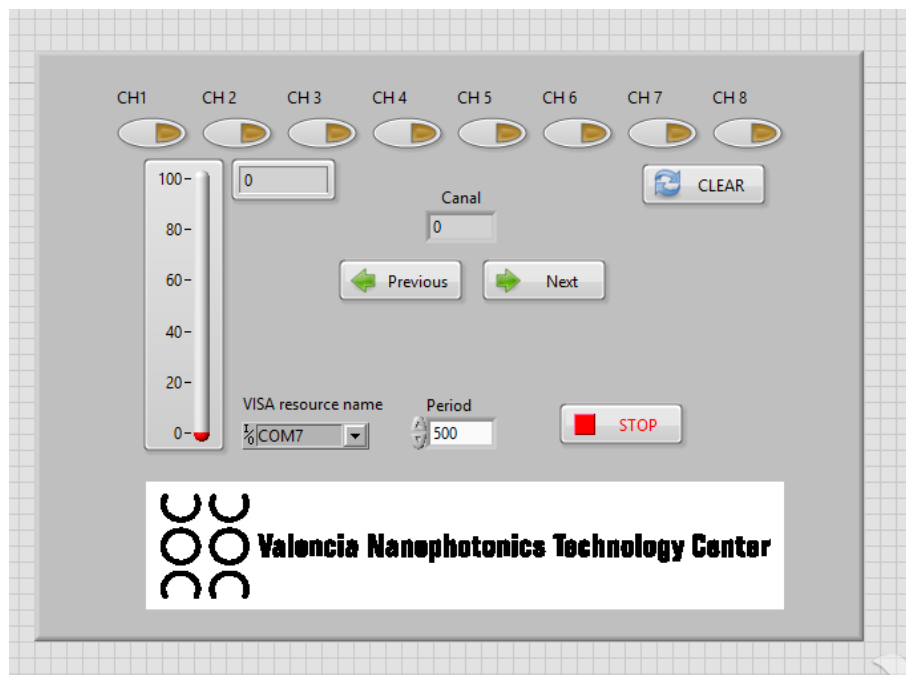 CH1 CH 2 CH 3 CH 4 CH 5 CH 6 CH 7 CH 8
100
0
CLEAR
Canal
0
80
60
Previous
Next
40
20
VISA resource name
Period
0
I/O COM7
500
STOP
Valencia Nanophotonics Technology Center